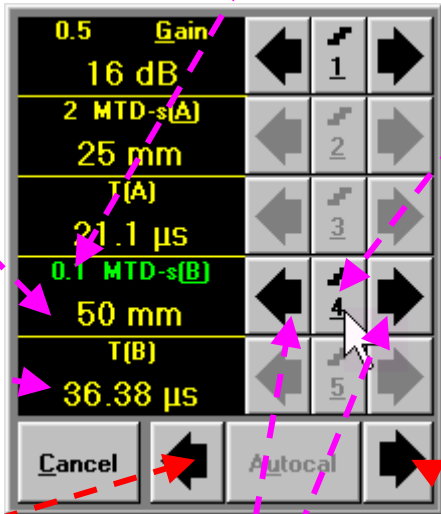 0.5 Gain
16 dB
1
2 MTD-s(A)
25 mm
2
T(A)
21.1 µs
3
0.1 MTD-s(B)
50 mm
4
T(B)
36.38 µs
5
Cancel Autocal